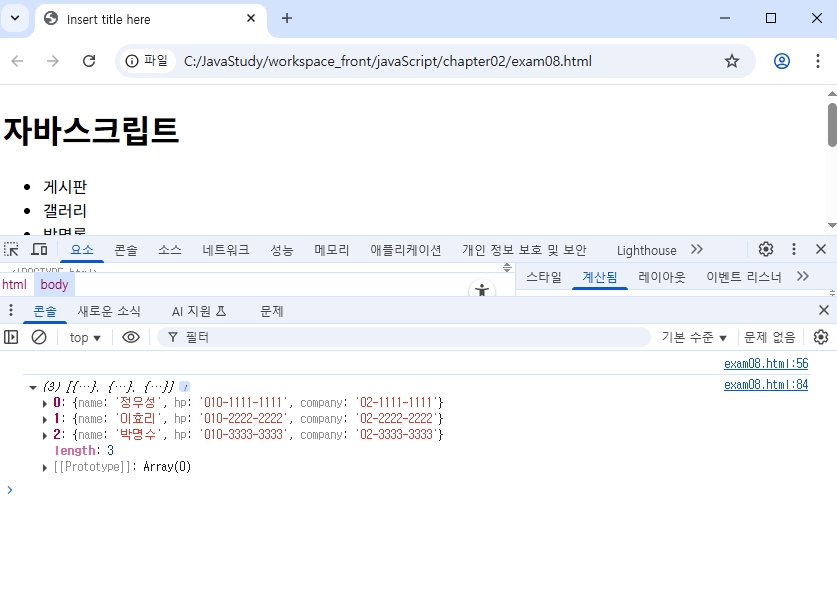 Insert title here
파일 C:/JavaStudy/workspace_front/javaScript/chapter02/exam08.html
자바스크립트
게시판
갤러리
방명록
요소 콘솔 소스 네트워크 성능 메모리 애플리케이션 개인 정보 보호 및 보안 Lighthouse
<!DOCTYPE html>
html body
스타일 계산됨 레이아웃 이벤트 리스너
콘솔 새로운 소식 AI 지원 문제
top 필터 기본 수준 문제 없음
exam08.html:56
(3) [{…}, {…}, {…}] i exam08.html:84
0: {name: '정우성', hp: '010-1111-1111', company: '02-1111-1111'}
1: {name: '이효리', hp: '010-2222-2222', company: '02-2222-2222'}
2: {name: '박명수', hp: '010-3333-3333', company: '02-3333-3333'}
length: 3
[[Prototype]]: Array(0)